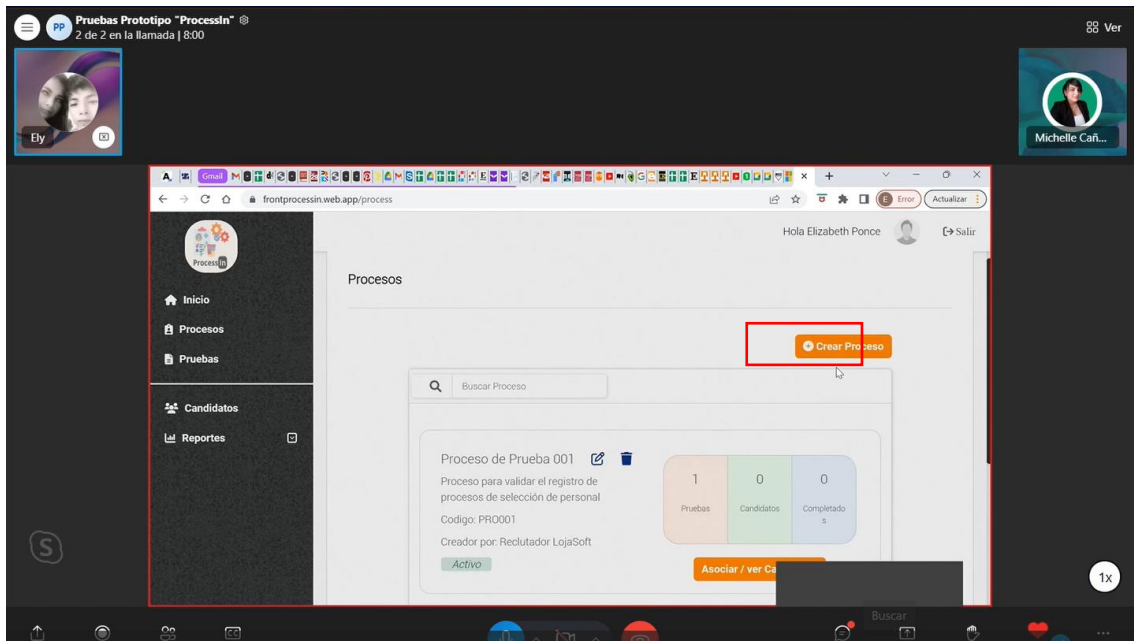 PP
Pruebas Prototipo "ProcessIn"
2 de 2 en la llamada | 8:00
Ver
Ely
Michelle Cañ...
Gmail
frontprocessin.web.app/process
E
Error
Actualizar
ProcessIn
Hola Elizabeth Ponce
Salir
Procesos
Inicio
Procesos
Pruebas
Candidatos
Reportes
Crear Proceso
Buscar Proceso
Proceso de Prueba 001
Proceso para validar el registro de
procesos de selección de personal
Codigo: PRO001
Creador por: Reclutador LojaSoft
Activo
1
Pruebas
0
Candidatos
0
Completado
s
Asociar / ver Ca
S
1x
Buscar
CC